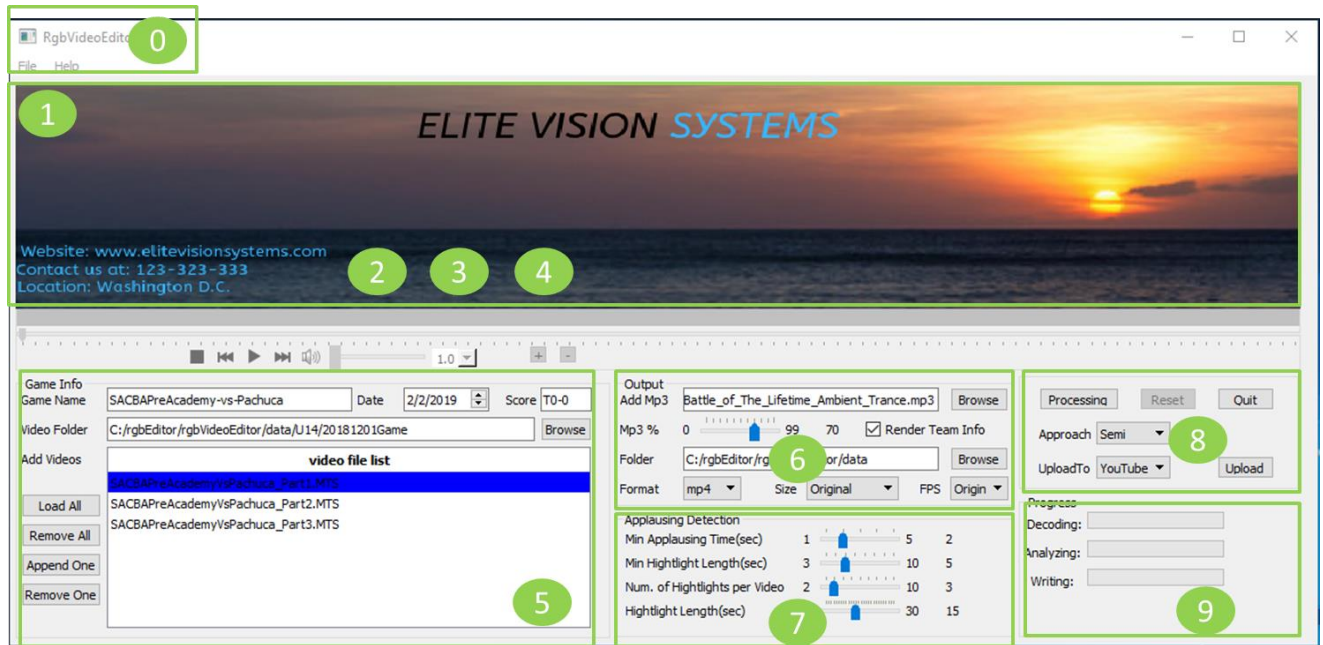 RgbVideoEdito
0
File Help
1
ELITE VISION SYSTEMS
Website: www.elitevisionsystems.com
Contact us at: 123-323-333
Location: Washington D.C.
2 3 4
1.0 + -
Game Info
Game Name SACBAPreAcademy-vs-Pachuca Date 2/2/2019 Score T0-0
Video Folder C:/rgbEditor/rgbVideoEditor/data/U14/20181201Game Browse
Add Videos video file list
SACBAPreAcademyVsPachuca_Part1.MTS
SACBAPreAcademyVsPachuca_Part2.MTS
SACBAPreAcademyVsPachuca_Part3.MTS
Load All
Remove All
Append One
Remove One
5
Output
Add Mp3 Battle_of_The_Lifetime_Ambient_Trance.mp3 Browse
Mp3 % 0 99 70 Render Team Info
Folder C:/rgbEditor/rg or/data Browse
6
Format mp4 Size Original FPS Origin
Applausing Detection
Min Applausing Time(sec) 1 5 2
Min Hightlight Length(sec) 3 10 5
Num. of Hightlights per Video 2 10 3
Hightlight Length(sec) 30 15
7
Processing Reset Quit
Approach Semi
8
UploadTo YouTube Upload
Progress
Decoding:
Analyzing:
Writing:
9